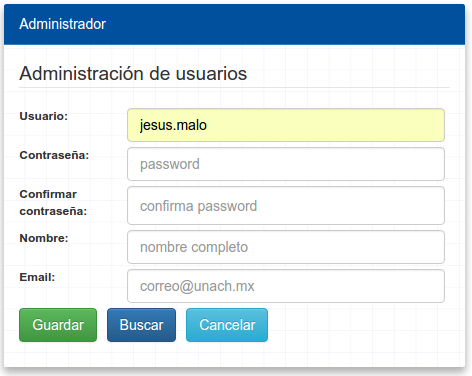 Administrador
Administración de usuarios
Usuario: jesus.malo
Contraseña: password
Confirmar
contraseña: confirma password
Nombre: nombre completo
Email: correo@unach.mx
Guardar Buscar Cancelar